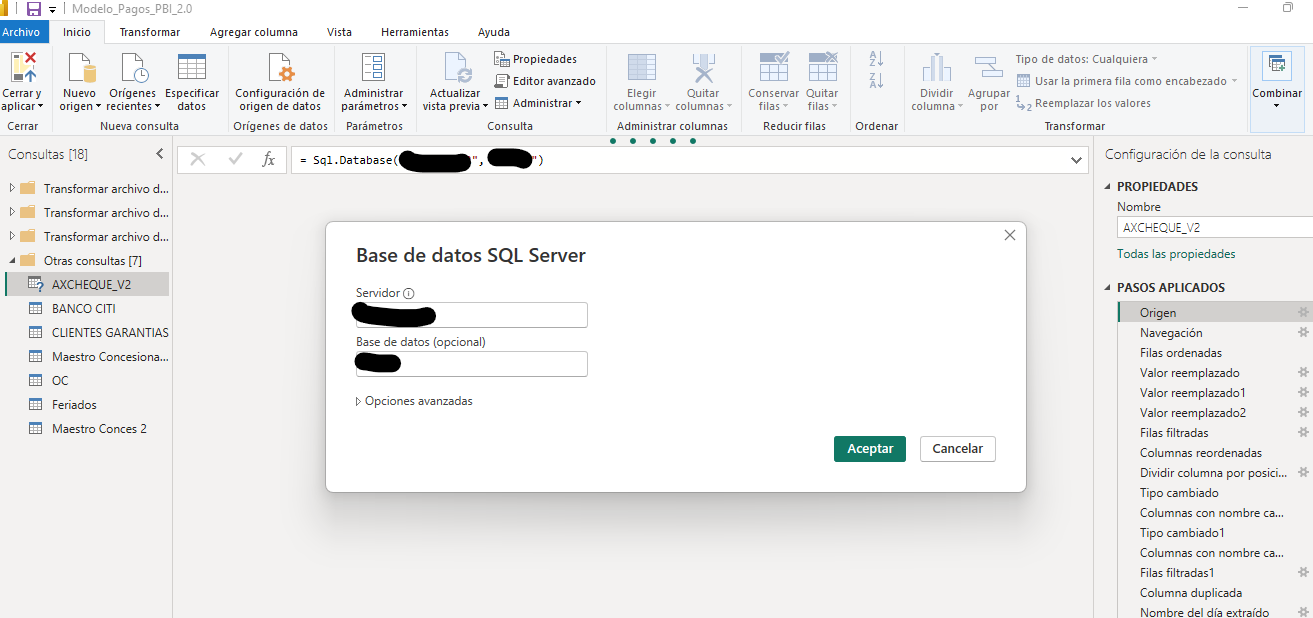 Modelo_Pagos_PBI_2.0
Archivo Inicio Transformar Agregar columna Vista Herramientas Ayuda
Cerrar y aplicar
Nuevo origen
Orígenes recientes
Especificar datos
Configuración de origen de datos
Administrar parámetros
Actualizar vista previa
Propiedades
Editor avanzado
Administrar
Elegir columnas
Quitar columnas
Conservar filas
Quitar filas
Dividir columna
Agrupar por
Tipo de datos: Cualquiera
Usar la primera fila como encabezado
Reemplazar los valores
Combinar
Cerrar
Nueva consulta
Orígenes de datos
Parámetros
Consulta
Administrar columnas
Reducir filas
Ordenar
Transformar
Consultas [18]
Transformar archivo d...
Transformar archivo d...
Transformar archivo d...
Otras consultas [7]
AXCHEQUE_V2
BANCO CITI
CLIENTES GARANTIAS
Maestro Concesiona...
OC
Feriados
Maestro Conces 2
fx
= Sql.Database( ", ")
Base de datos SQL Server
Servidor
Base de datos (opcional)
Opciones avanzadas
Aceptar
Cancelar
Configuración de la consulta
PROPIEDADES
Nombre
AXCHEQUE_V2
Todas las propiedades
PASOS APLICADOS
Origen
Navegación
Filas ordenadas
Valor reemplazado
Valor reemplazado1
Valor reemplazado2
Filas filtradas
Columnas reordenadas
Dividir columna por posici...
Tipo cambiado
Columnas con nombre ca...
Tipo cambiado1
Columnas con nombre ca...
Filas filtradas1
Columna duplicada
Nombre del día extraído